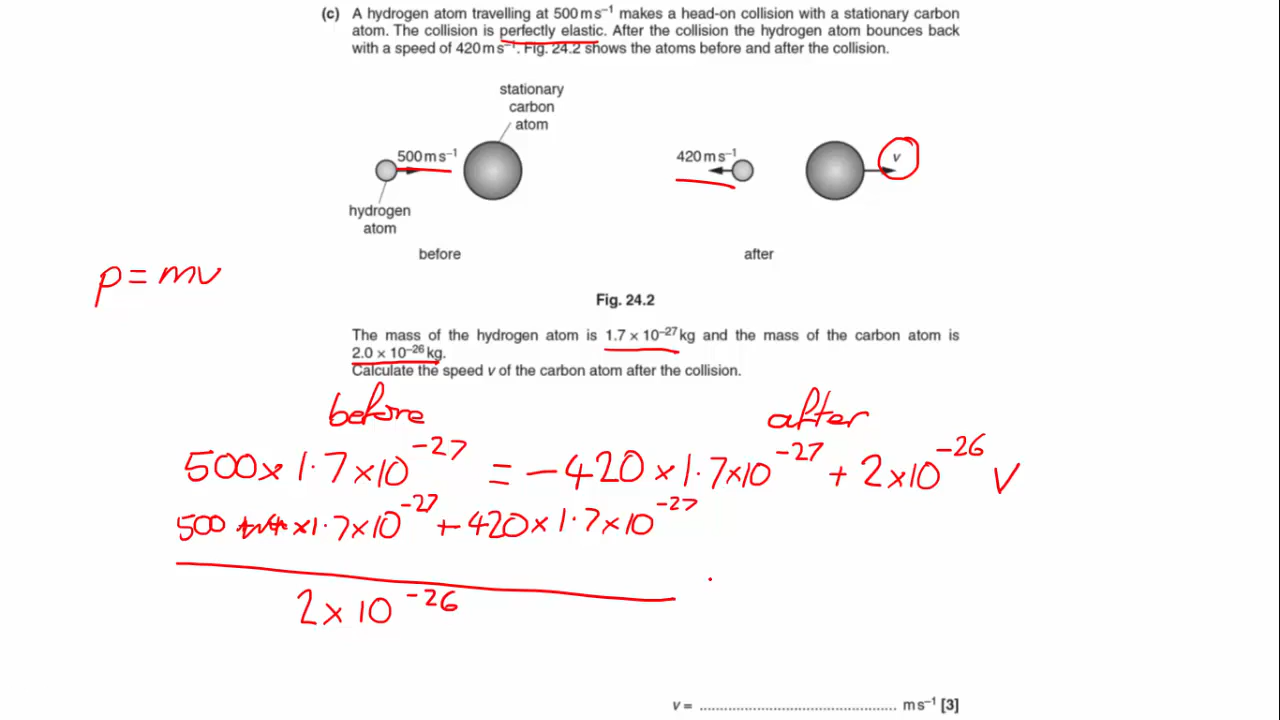 (c) A hydrogen atom travelling at 500 m s⁻¹ makes a head-on collision with a stationary carbon
atom. The collision is perfectly elastic. After the collision the hydrogen atom bounces back
with a speed of 420 m s⁻¹. Fig. 24.2 shows the atoms before and after the collision.
stationary
carbon
atom
500 m s⁻¹
420 m s⁻¹
v
hydrogen
atom
before
after
p = mv
Fig. 24.2
The mass of the hydrogen atom is 1.7 × 10⁻²⁷ kg and the mass of the carbon atom is
2.0 × 10⁻²⁶ kg.
Calculate the speed v of the carbon atom after the collision.
before
after
500 × 1.7 × 10⁻²⁷ = −420 × 1.7 × 10⁻²⁷ + 2 × 10⁻²⁶ v
500 × 1.7 × 10⁻²⁷ + 420 × 1.7 × 10⁻²⁷
2 × 10⁻²⁶
v = ................................................ m s⁻¹ [3]